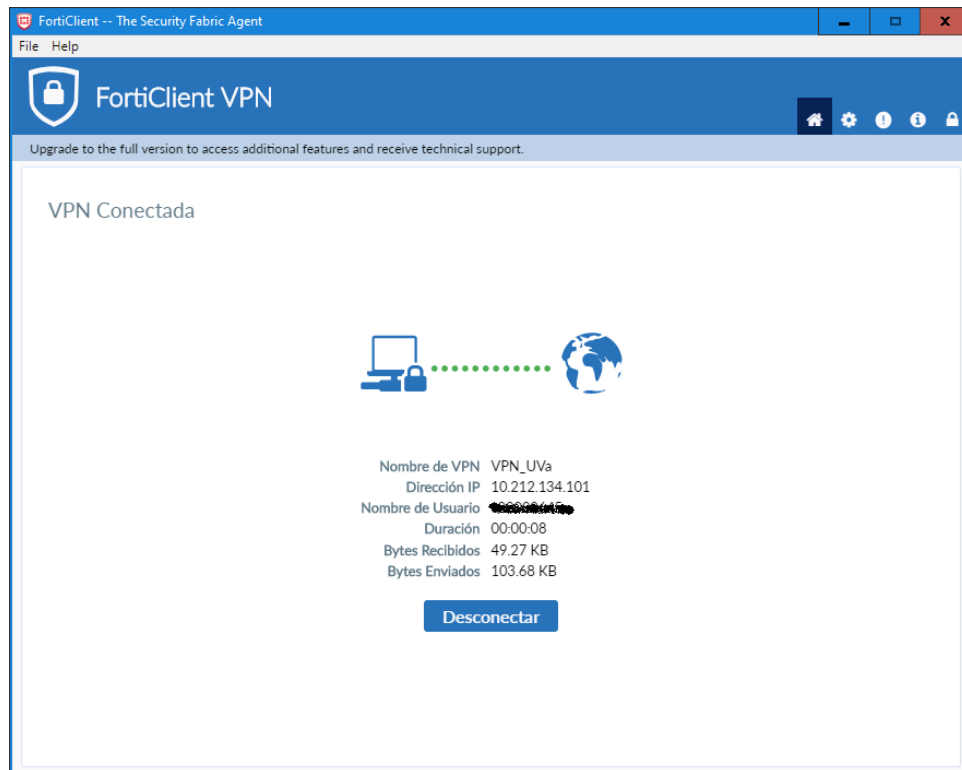 FortiClient -- The Security Fabric Agent
File Help
FortiClient VPN
Upgrade to the full version to access additional features and receive technical support.
VPN Conectada
Nombre de VPN VPN_UVa
Dirección IP 10.212.134.101
Nombre de Usuario
Duración 00:00:08
Bytes Recibidos 49.27 KB
Bytes Enviados 103.68 KB
Desconectar